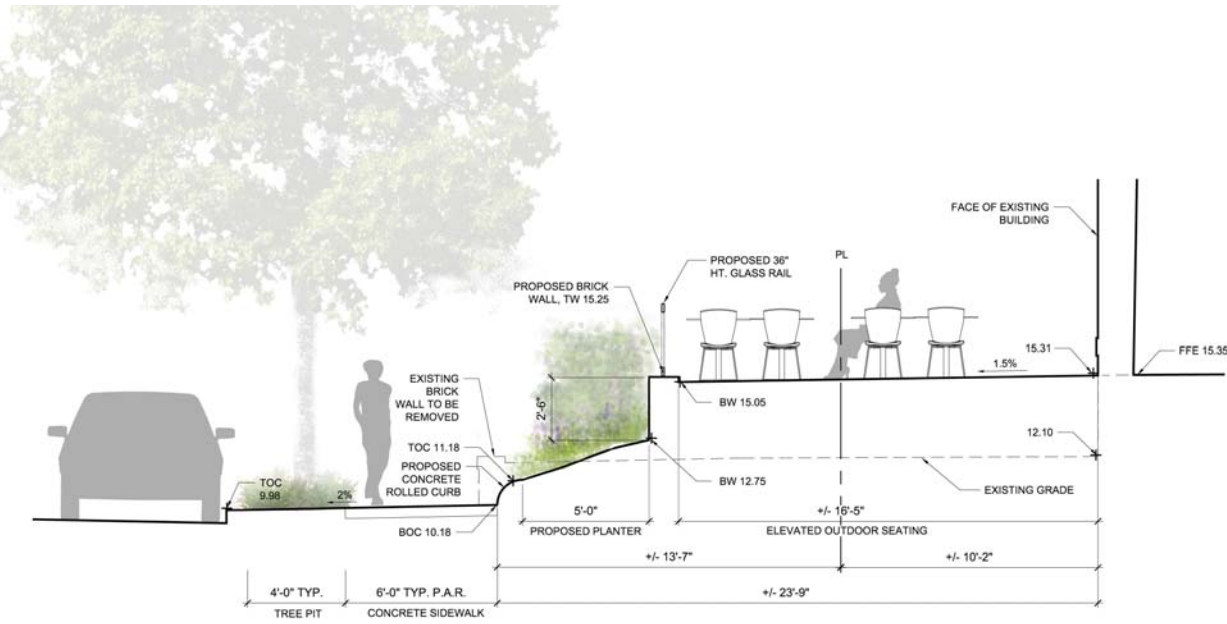 FACE OF EXISTING
BUILDING
PL
PROPOSED 36"
HT. GLASS RAIL
PROPOSED BRICK
WALL, TW 15.25
15.31
FFE 15.35
1.5%
EXISTING
BRICK
WALL TO BE
REMOVED
2'-6"
BW 15.05
12.10
TOC 11.18
PROPOSED
CONCRETE
ROLLED CURB
TOC
9.98
2%
BW 12.75
EXISTING GRADE
5'-0"
PROPOSED PLANTER
+/- 16'-5"
ELEVATED OUTDOOR SEATING
BOC 10.18
+/- 13'-7"
+/- 10'-2"
4'-0" TYP.
TREE PIT
6'-0" TYP. P.A.R.
CONCRETE SIDEWALK
+/- 23'-9"